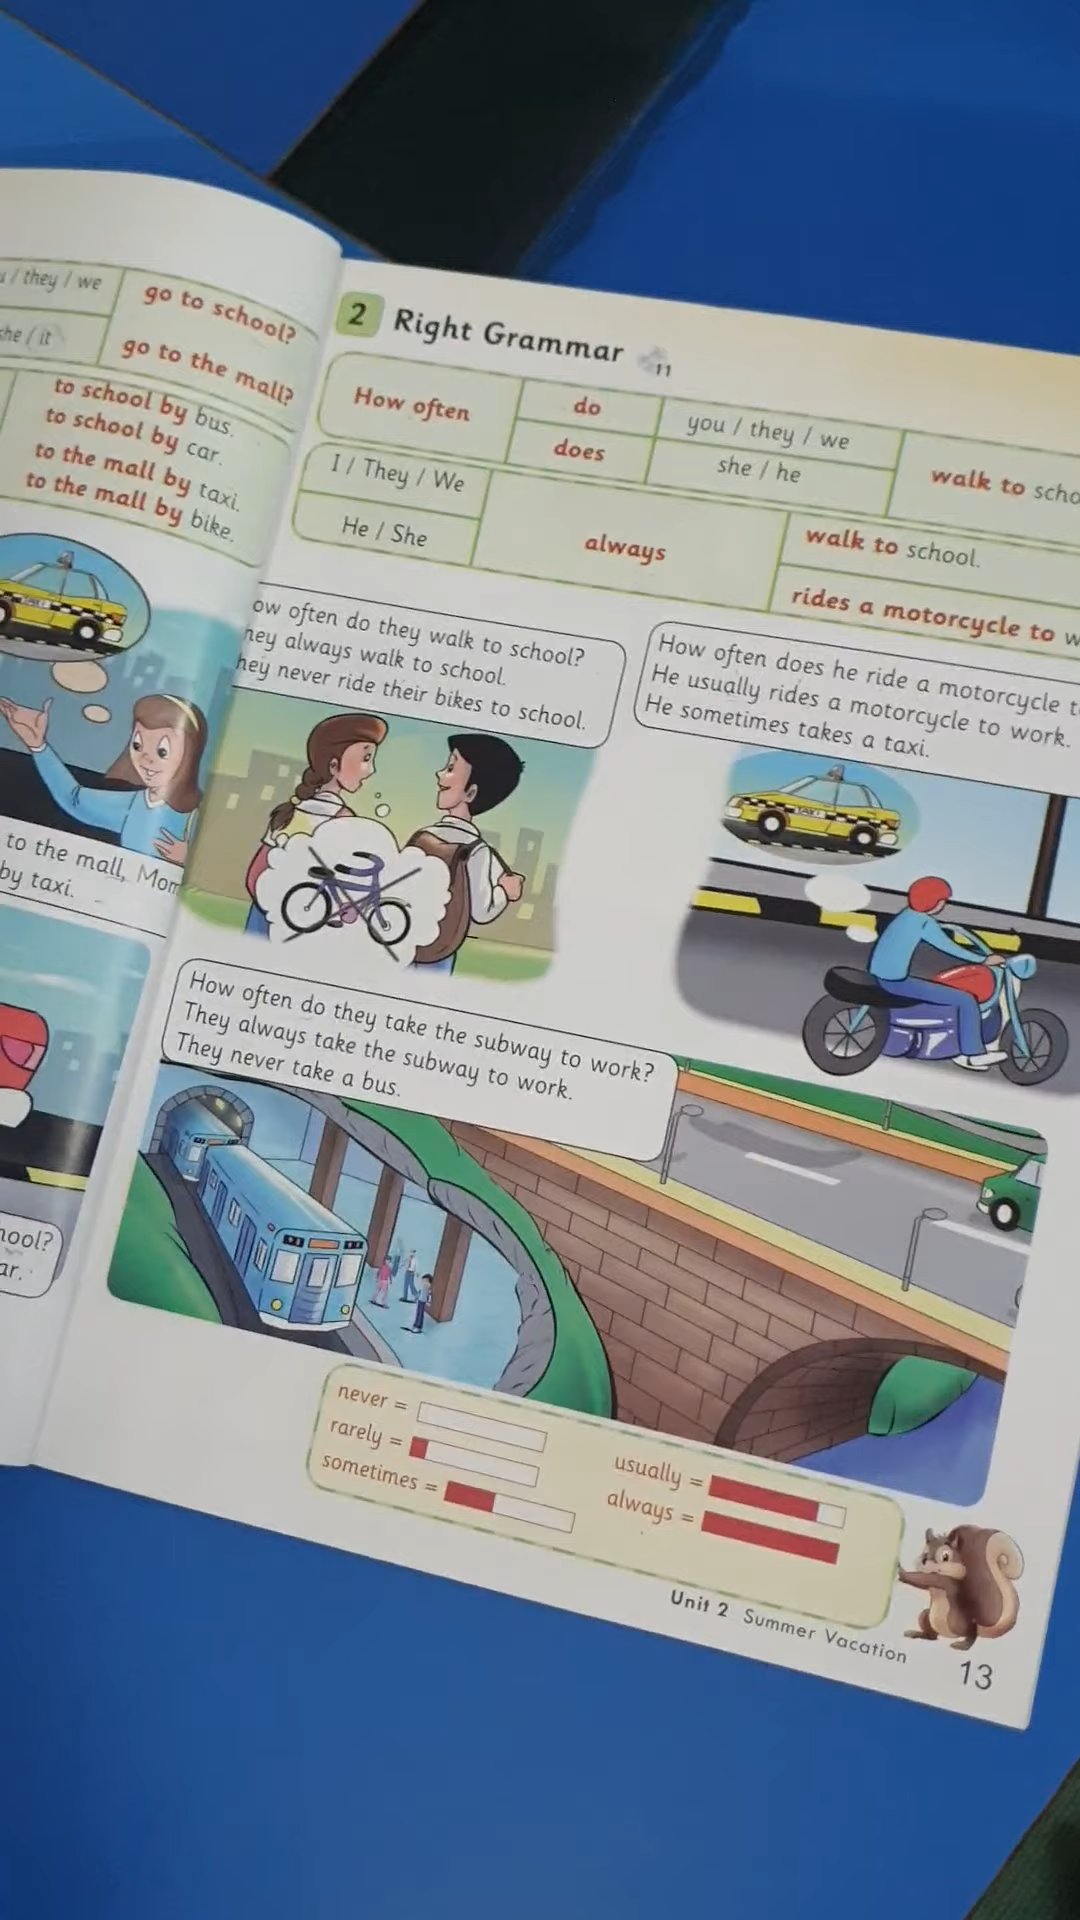 / they / we
go to school?
she / it
go to the mall?
to school by bus.
to school by car.
to the mall by taxi.
to the mall by bike.
TAXI
to the mall, Mom
by taxi.
hool?
ar.
2 Right Grammar 11
How often
do
does
you / they / we
she / he
walk to scho
I / They / We
He / She
always
walk to school.
rides a motorcycle to w
ow often do they walk to school?
hey always walk to school.
hey never ride their bikes to school.
How often does he ride a motorcycle t
He usually rides a motorcycle to work.
He sometimes takes a taxi.
TAXI
How often do they take the subway to work?
They always take the subway to work.
They never take a bus.
never =
rarely =
sometimes =
usually =
always =
Unit 2 Summer Vacation
13